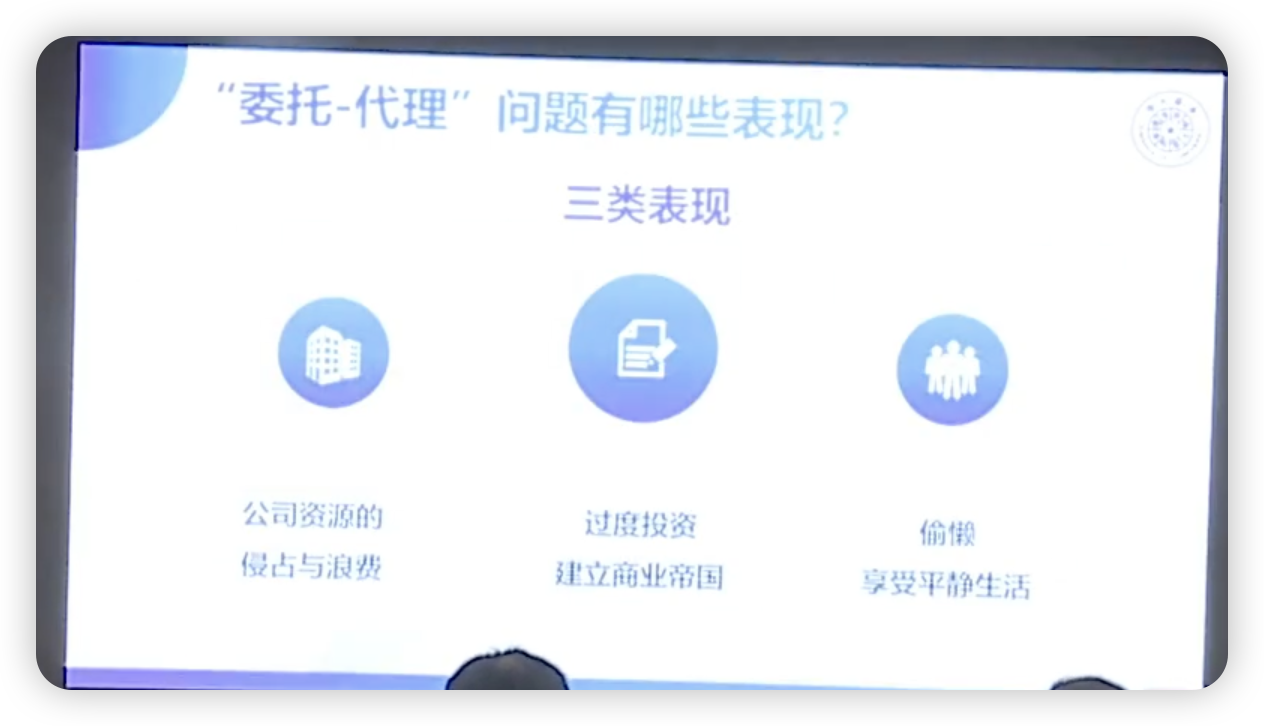 “委托-代理”问题有哪些表现？
三类表现
公司资源的
侵占与浪费
过度投资
建立商业帝国
偷懒
享受平静生活